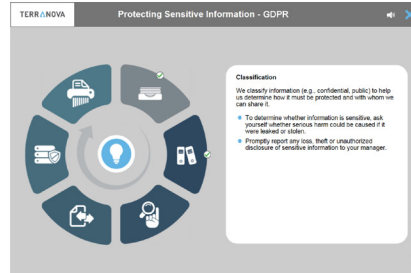 TERRANOVA
Protecting Sensitive Information - GDPR
Classification
We classify information (e.g., confidential, public) to help
us determine how it must be protected and with whom we
can share it.
To determine whether information is sensitive, ask
yourself whether serious harm could be caused if it
were leaked or stolen.
Promptly report any loss, theft or unauthorized
disclosure of sensitive information to your manager.